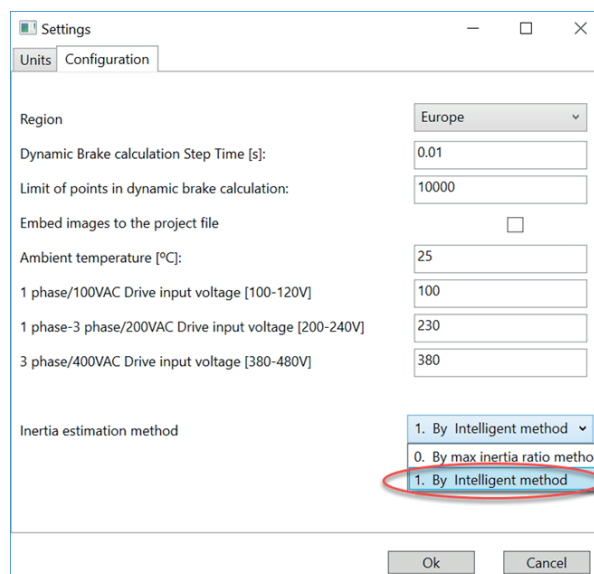 Settings
Units Configuration
Region Europe
Dynamic Brake calculation Step Time [s]: 0.01
Limit of points in dynamic brake calculation: 10000
Embed images to the project file
Ambient temperature [ºC]: 25
1 phase/100VAC Drive input voltage [100-120V] 100
1 phase-3 phase/200VAC Drive input voltage [200-240V] 230
3 phase/400VAC Drive input voltage [380-480V] 380
Inertia estimation method 1. By Intelligent method
0. By max inertia ratio metho
1. By Intelligent method
Ok Cancel